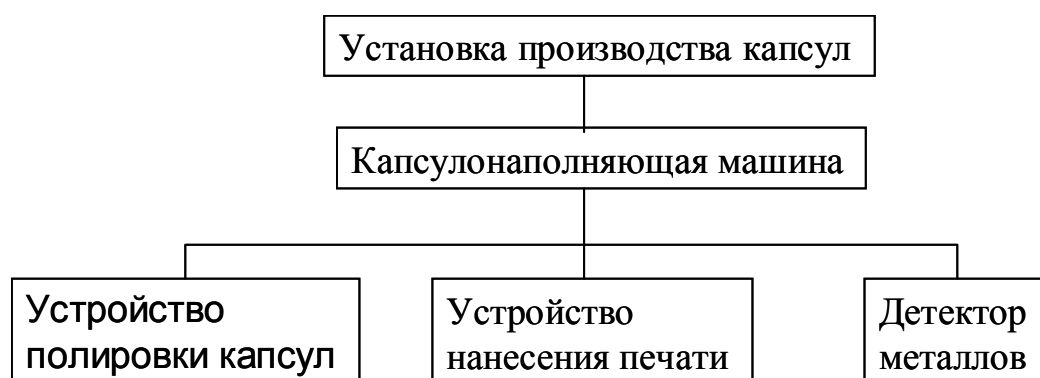 Установка производства капсул
Капсулонаполняющая машина
Устройство
полировки капсул
Устройство
нанесения печати
Детектор
металлов